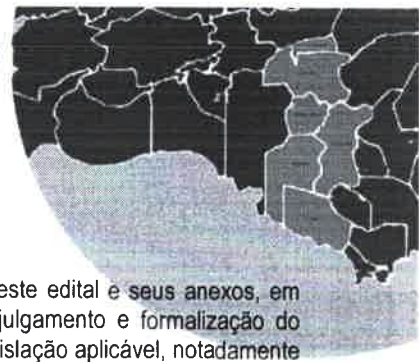 este edital e seus anexos, em
julgamento e formalização do
islação aplicável, notadamente